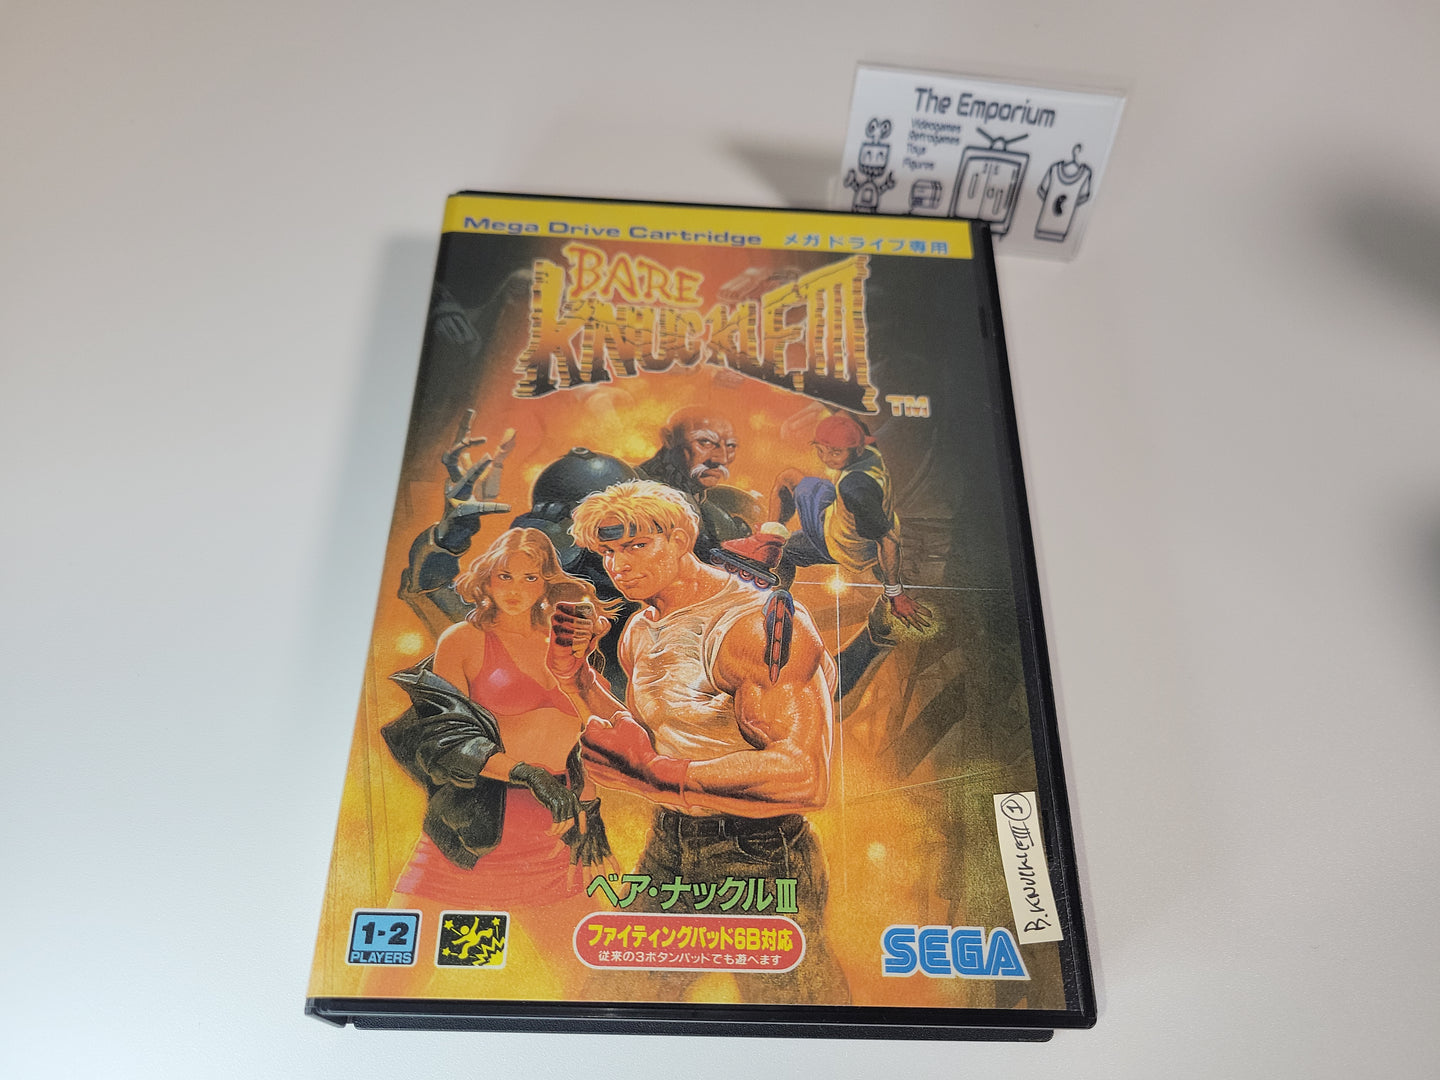 The Emporium
Videogames
Retrogames
Toys
Figures
Mega Drive Cartridge メガドライブ専用
BARE
KNUCKLE III
TM
B.KNUCKLE III ①
ベア・ナックルIII
1-2
PLAYERS
ファイティングパッド6B対応
従来の3ボタンパッドでも遊べます
SEGA